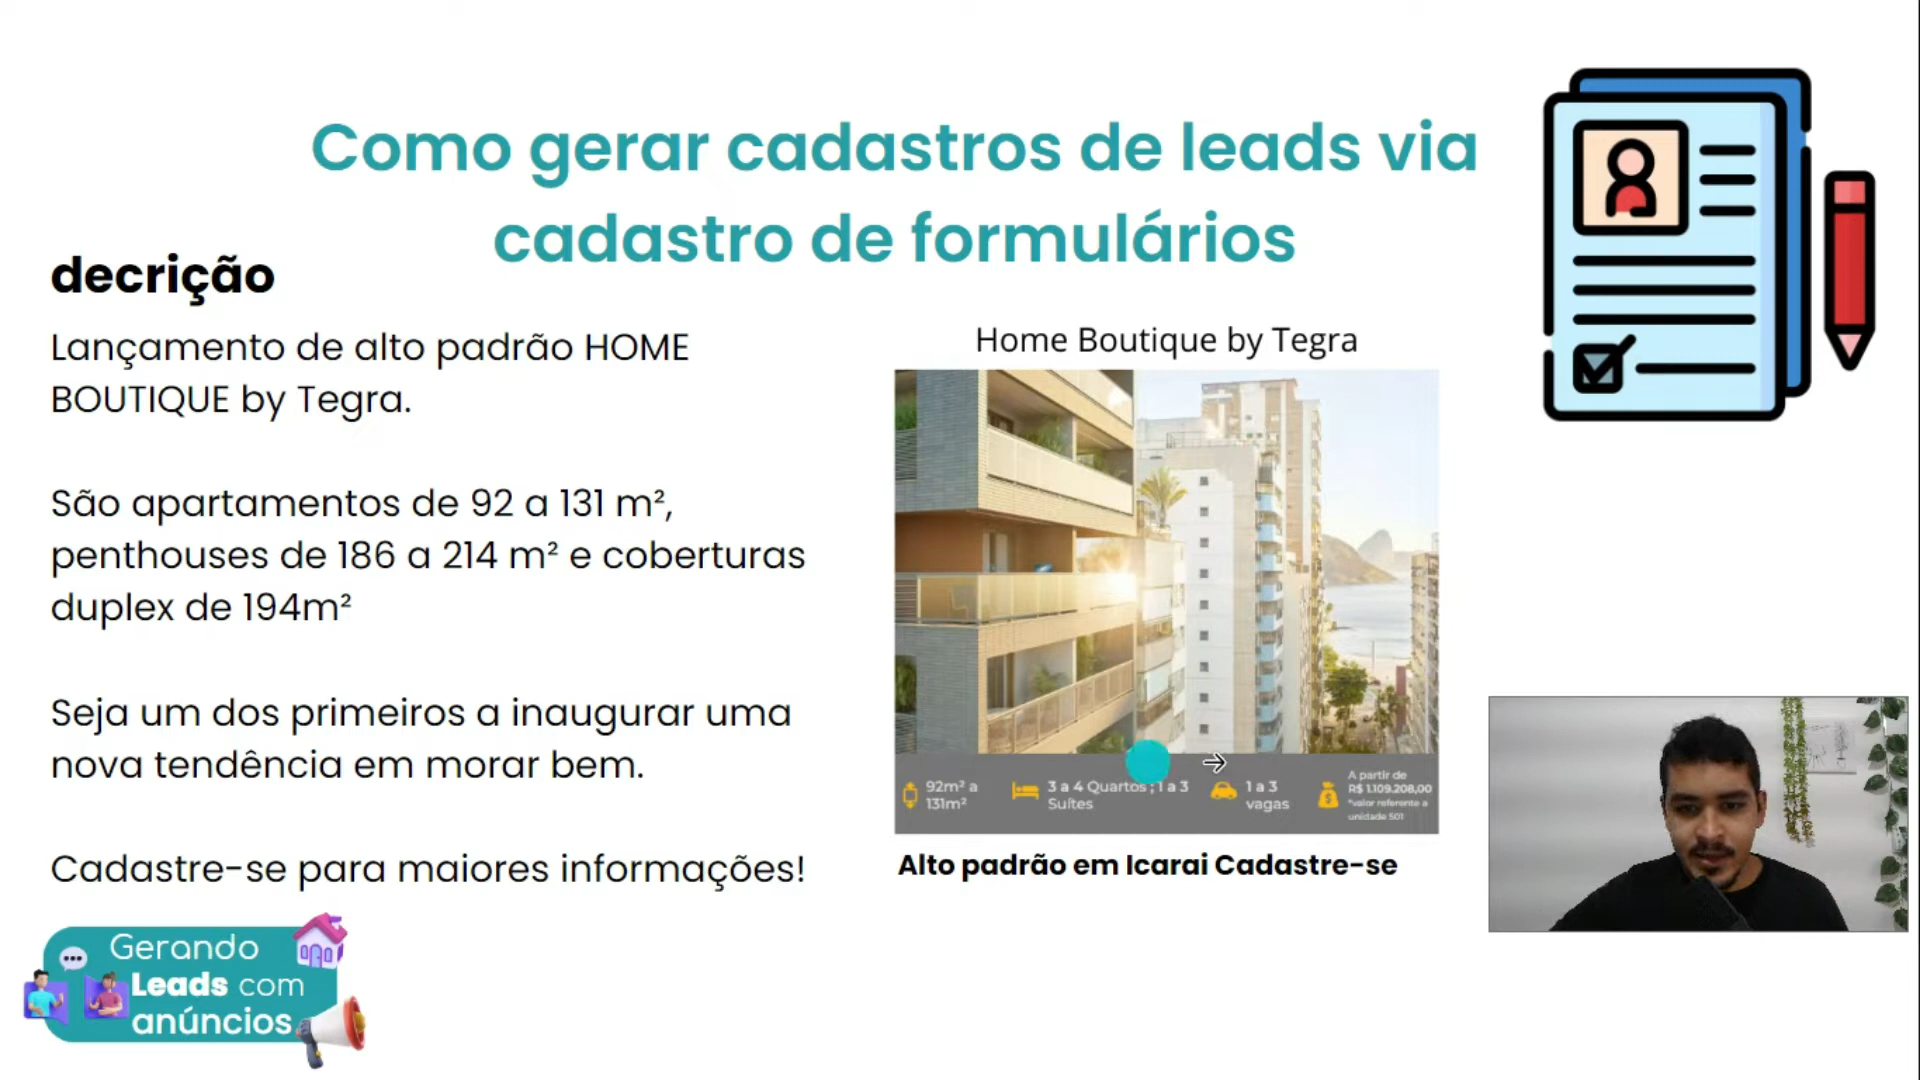 Como gerar cadastros de leads via
cadastro de formulários
decrição
Lançamento de alto padrão HOME
BOUTIQUE by Tegra.
São apartamentos de 92 a 131 m²,
penthouses de 186 a 214 m² e coberturas
duplex de 194m²
Seja um dos primeiros a inaugurar uma
nova tendência em morar bem.
Cadastre-se para maiores informações!
Home Boutique by Tegra
92m² a
131m²
3 a 4 Quartos ; 1 a 3
Suítes
1 a 3
vagas
A partir de
R$ 1.109.208,00
*valor referente a
unidade 501
Alto padrão em Icarai Cadastre-se
Gerando
Leads com
anúncios